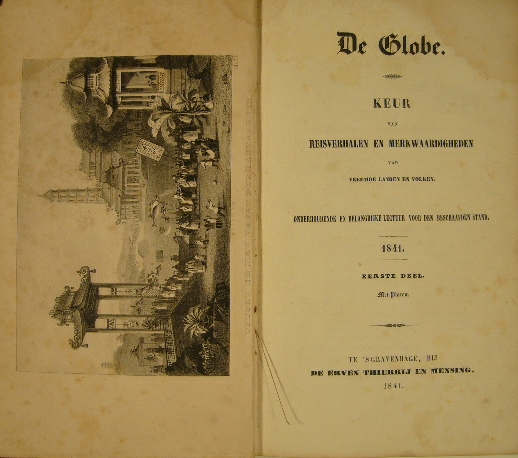 De Globe.
KEUR
VAN
REISVERHALEN EN MERKWAARDIGHEDEN
VAN
VREEMDE LANDEN EN VOLKEN.
ONDERHOUDENDE EN BELANGRIJKE LECTUUR VOOR DEN BESCHAAFDEN STAND.
1841.
EERSTE DEEL.
Met Platen.
TE 'SGRAVENHAGE, BIJ
DE ERVEN THIERRIJ EN MENSING.
1841.